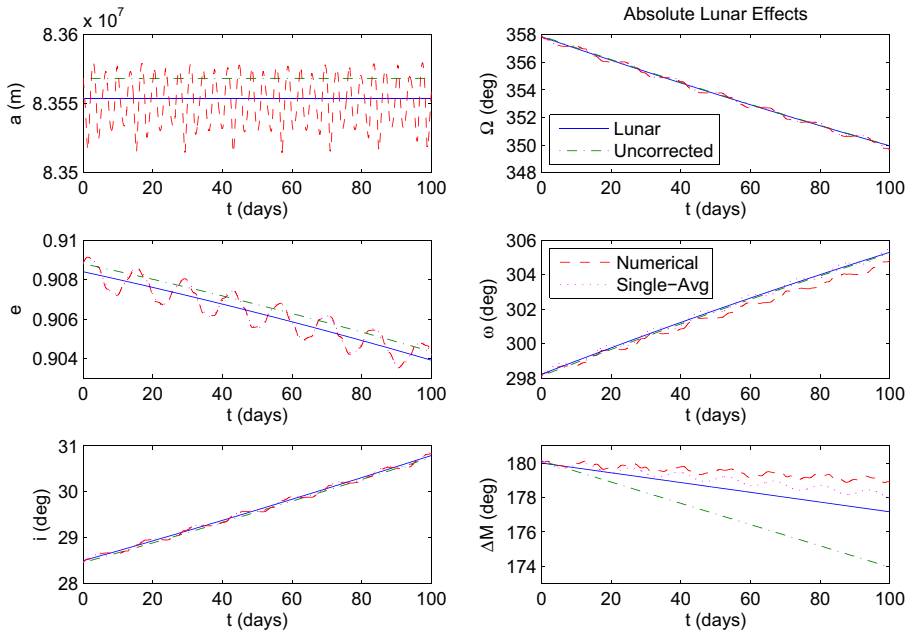 Absolute Lunar Effects
x 10^7
8.36
8.355
8.35
a (m)
0 20 40 60 80 100
t (days)
358
356
354
352
350
348
Ω (deg)
Lunar
Uncorrected
0 20 40 60 80 100
t (days)
0.91
0.908
0.906
0.904
e
0 20 40 60 80 100
t (days)
306
304
302
300
298
ω (deg)
Numerical
Single−Avg
0 20 40 60 80 100
t (days)
31
30
29
28
i (deg)
0 20 40 60 80 100
t (days)
180
178
176
174
ΔM (deg)
0 20 40 60 80 100
t (days)